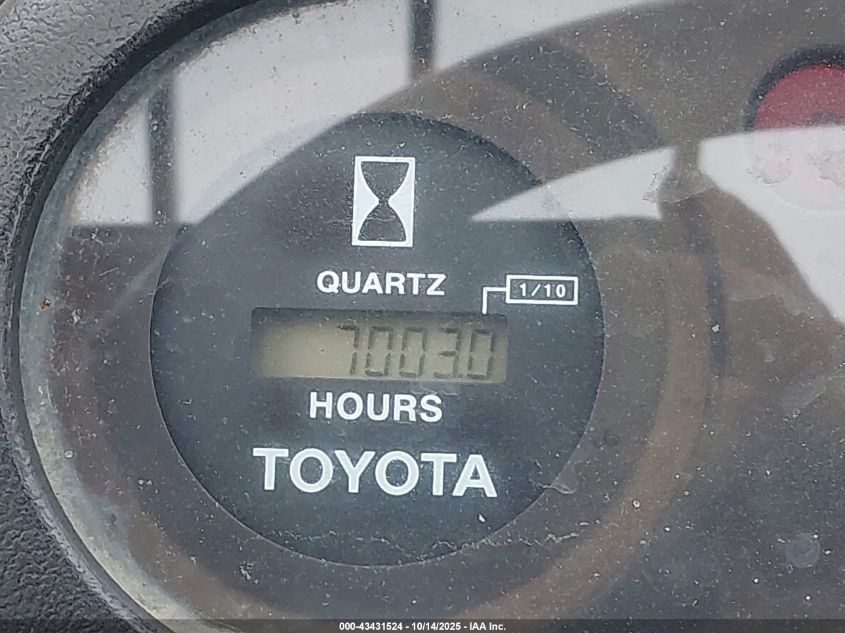 QUARTZ
1/10
7003.0
HOURS
TOYOTA
000-43431524 - 10/14/2025 - IAA Inc.